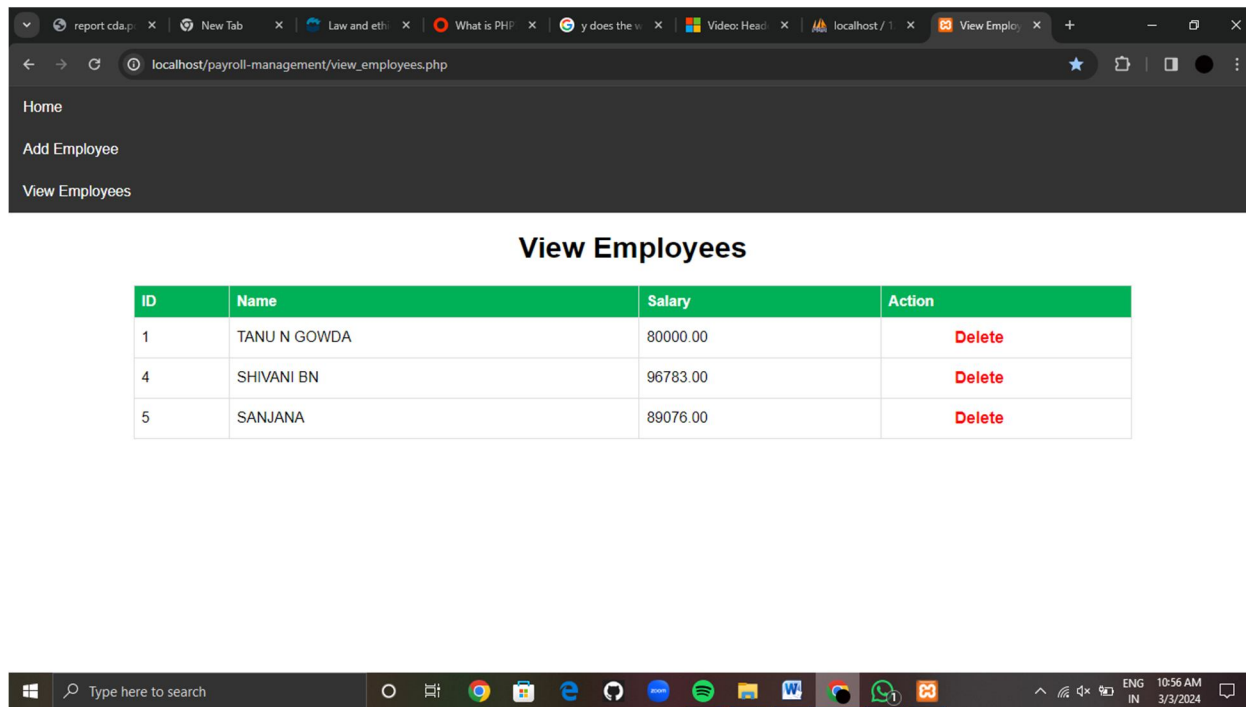 report cda.p
New Tab
Law and ethi
What is PHP
y does the w
Video: Head
localhost / 1
View Employ
localhost/payroll-management/view_employees.php
Home
Add Employee
View Employees
View Employees
ID Name Salary Action
1 TANU N GOWDA 80000.00 Delete
4 SHIVANI BN 96783.00 Delete
5 SANJANA 89076.00 Delete
Type here to search
zoom
W
1
ENG 10:56 AM
IN 3/3/2024